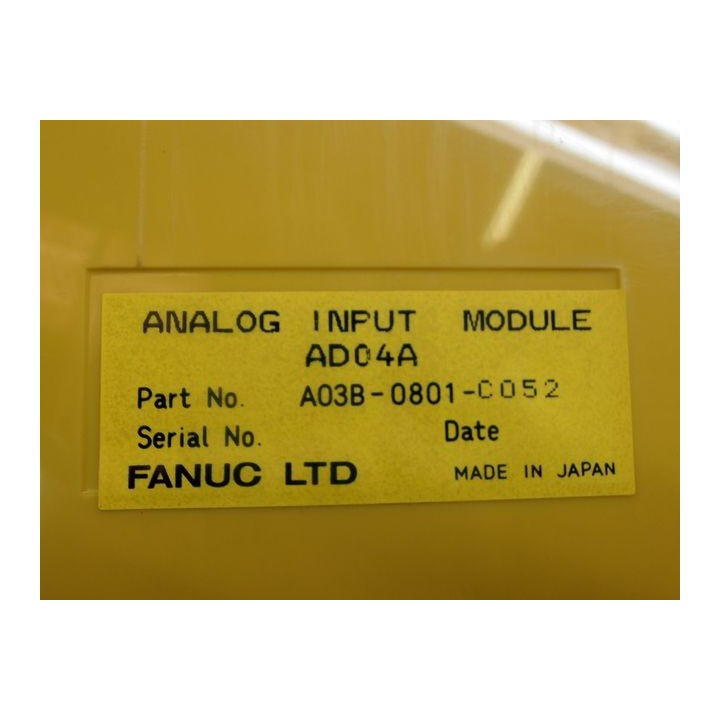 ANALOG INPUT MODULE
AD04A
Part No. A03B-0801-C052
Serial No. Date
FANUC LTD MADE IN JAPAN